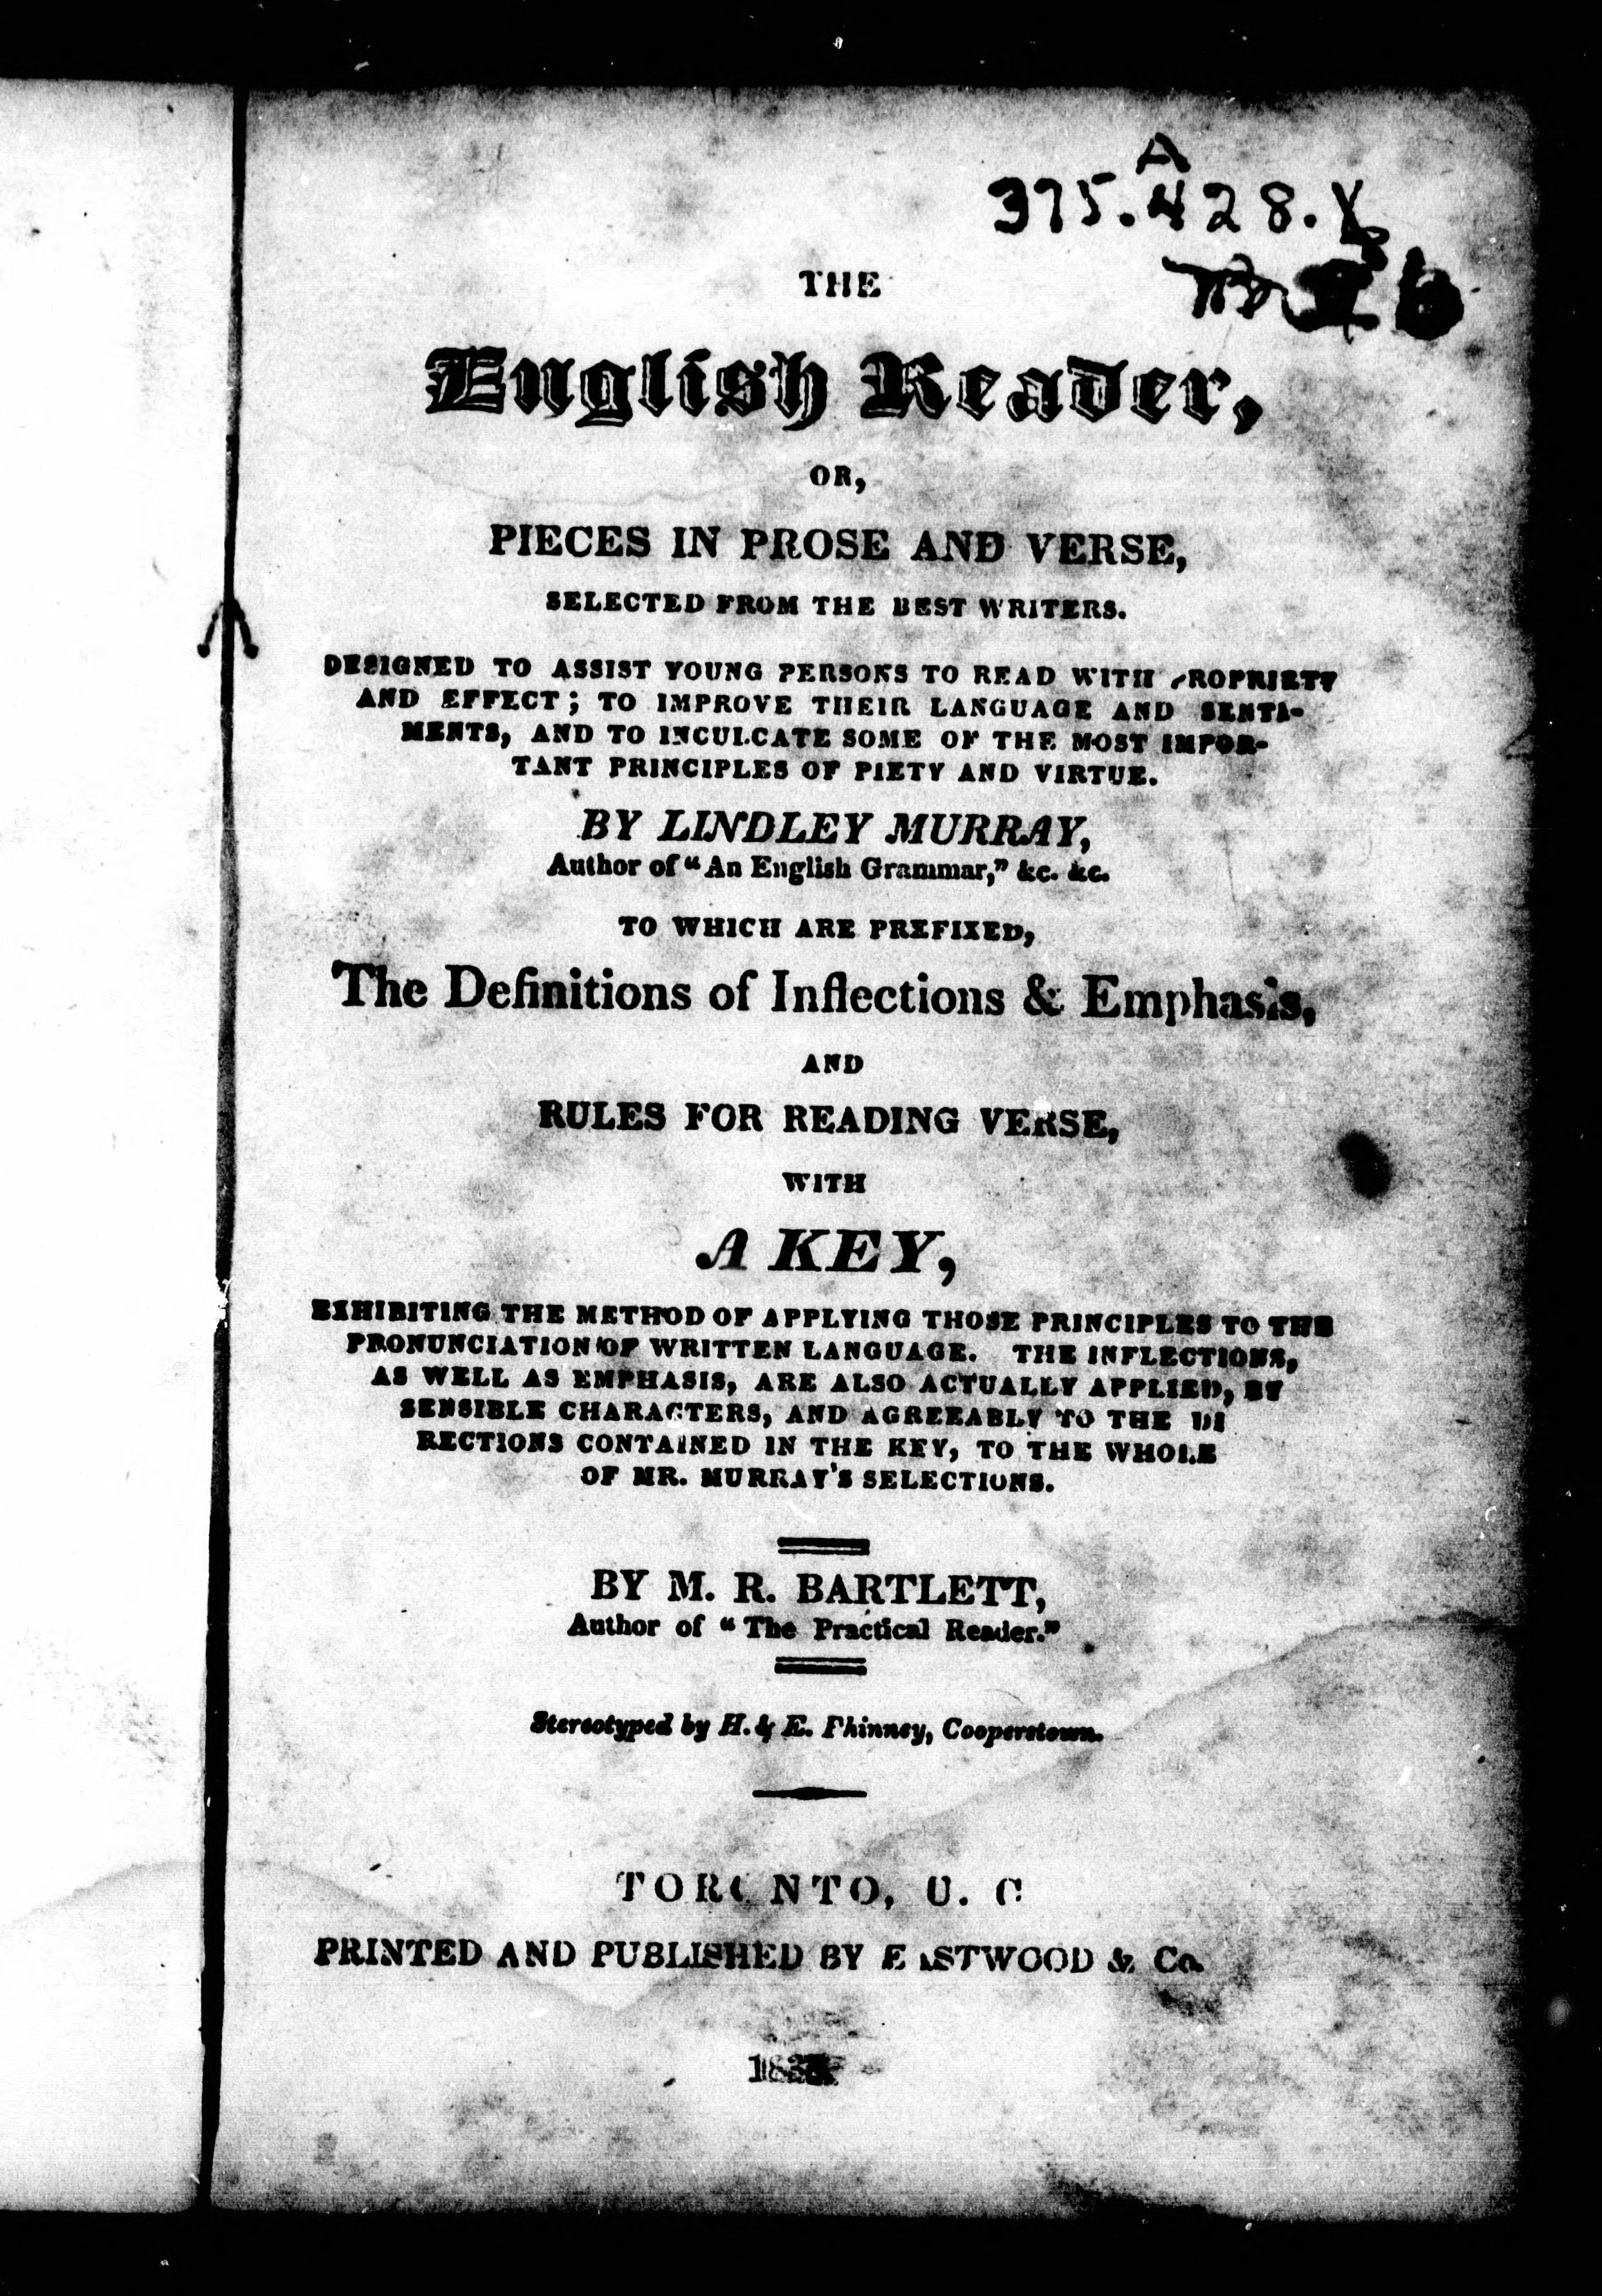 A
375.428.
THE
English Reader,
OR,
PIECES IN PROSE AND VERSE,
SELECTED FROM THE BEST WRITERS.
DESIGNED TO ASSIST YOUNG PERSONS TO READ WITH PROPRIETY
AND EFFECT; TO IMPROVE THEIR LANGUAGE AND SENTI-
MENTS, AND TO INCULCATE SOME OF THE MOST IMPOR-
TANT PRINCIPLES OF PIETY AND VIRTUE.
BY LINDLEY MURRAY,
Author of "An English Grammar," &c. &c.
TO WHICH ARE PREFIXED,
The Definitions of Inflections & Emphasis,
AND
RULES FOR READING VERSE,
WITH
A KEY,
EXHIBITING THE METHOD OF APPLYING THOSE PRINCIPLES TO THE
PRONUNCIATION OF WRITTEN LANGUAGE. THE INFLECTIONS,
AS WELL AS EMPHASIS, ARE ALSO ACTUALLY APPLIED, BY
SENSIBLE CHARACTERS, AND AGREEABLY TO THE DI
RECTIONS CONTAINED IN THE KEY, TO THE WHOLE
OF MR. MURRAY'S SELECTIONS.
BY M. R. BARTLETT,
Author of "The Practical Reader."
Stereotyped by H. & E. Phinney, Cooperstown.
TORONTO, U. C
PRINTED AND PUBLISHED BY EASTWOOD & Co.